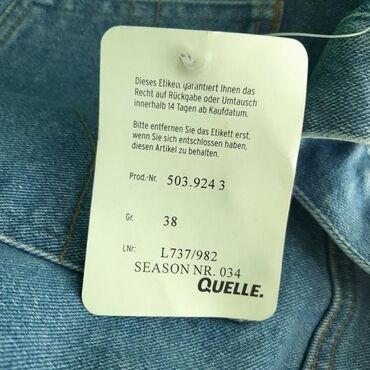 Dieses Etikett garantiert Ihnen das
Recht auf Rückgabe oder Umtausch
innerhalb 14 Tagen ab Kaufdatum.
Bitte entfernen Sie das Etikett erst,
wenn Sie sich entschlossen haben,
diesen Artikel zu behalten.
Prod.-Nr. 503.924 3
Gr. 38
LNr: L737/982
SEASON NR. 034
QUELLE.